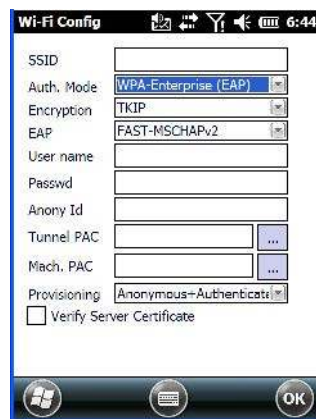 Wi-Fi Config 6:44
SSID
Auth. Mode WPA-Enterprise (EAP)
Encryption TKIP
EAP FAST-MSCHAPv2
User name
Passwd
Anony Id
Tunnel PAC ...
Mach. PAC ...
Provisioning Anonymous+Authenticate
Verify Server Certificate
OK